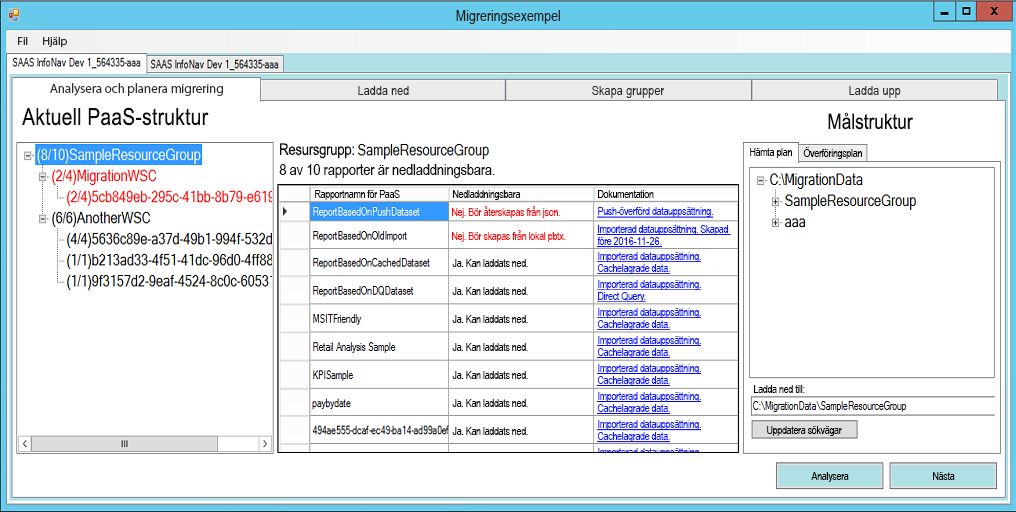 Migreringsexempel
Fil Hjälp
SAAS InfoNav Dev 1_564335-aaa SAAS InfoNav Dev 1_564335-aaa
Analysera och planera migrering Ladda ned Skapa grupper Ladda upp
Aktuell PaaS-struktur
(8/10)SampleResourceGroup
(2/4)MigrationWSC
(2/4)5cb849eb-295c-41bb-8b79-e619
(6/6)AnotherWSC
(4/4)5636c89e-a37d-49b1-994f-532d
(1/1)b213ad33-4f51-41dc-96d0-4ff88
(1/1)9f3157d2-9eaf-4524-8c0c-60537
Resursgrupp: SampleResourceGroup
8 av 10 rapporter är nedladdningsbara.
Rapportnamn för PaaS Nedladdningsbara Dokumentation
ReportBasedOnPushDataset Nej. Bör återskapas från json. Push-överförd datauppsättning.
ReportBasedOnOldImport Nej. Bör skapas från lokal pbtx. Importerad datauppsättning. Skapad
före 2016-11-26.
ReportBasedOnCachedDataset Ja. Kan laddats ned. Importerad datauppsättning.
Cachelagrade data.
ReportBasedOnDQDataset Ja. Kan laddats ned. Importerad datauppsättning.
Direct Query.
MSITFriendly Ja. Kan laddats ned. Importerad datauppsättning.
Cachelagrade data.
Retail Analysis Sample Ja. Kan laddats ned. Importerad datauppsättning.
Cachelagrade data.
KPISample Ja. Kan laddats ned. Importerad datauppsättning.
Cachelagrade data.
paybydate Ja. Kan laddats ned. Importerad datauppsättning.
Cachelagrade data.
494ae555-dcaf-ec49-ba14-ad99a0ef Ja. Kan laddats ned. Importerad datauppsättning.
Cachelagrade data.
Målstruktur
Hämta plan Överföringsplan
C:\MigrationData
SampleResourceGroup
aaa
Ladda ned till:
C:\MigrationData\SampleResourceGroup
Uppdatera sökvägar
Analysera Nästa